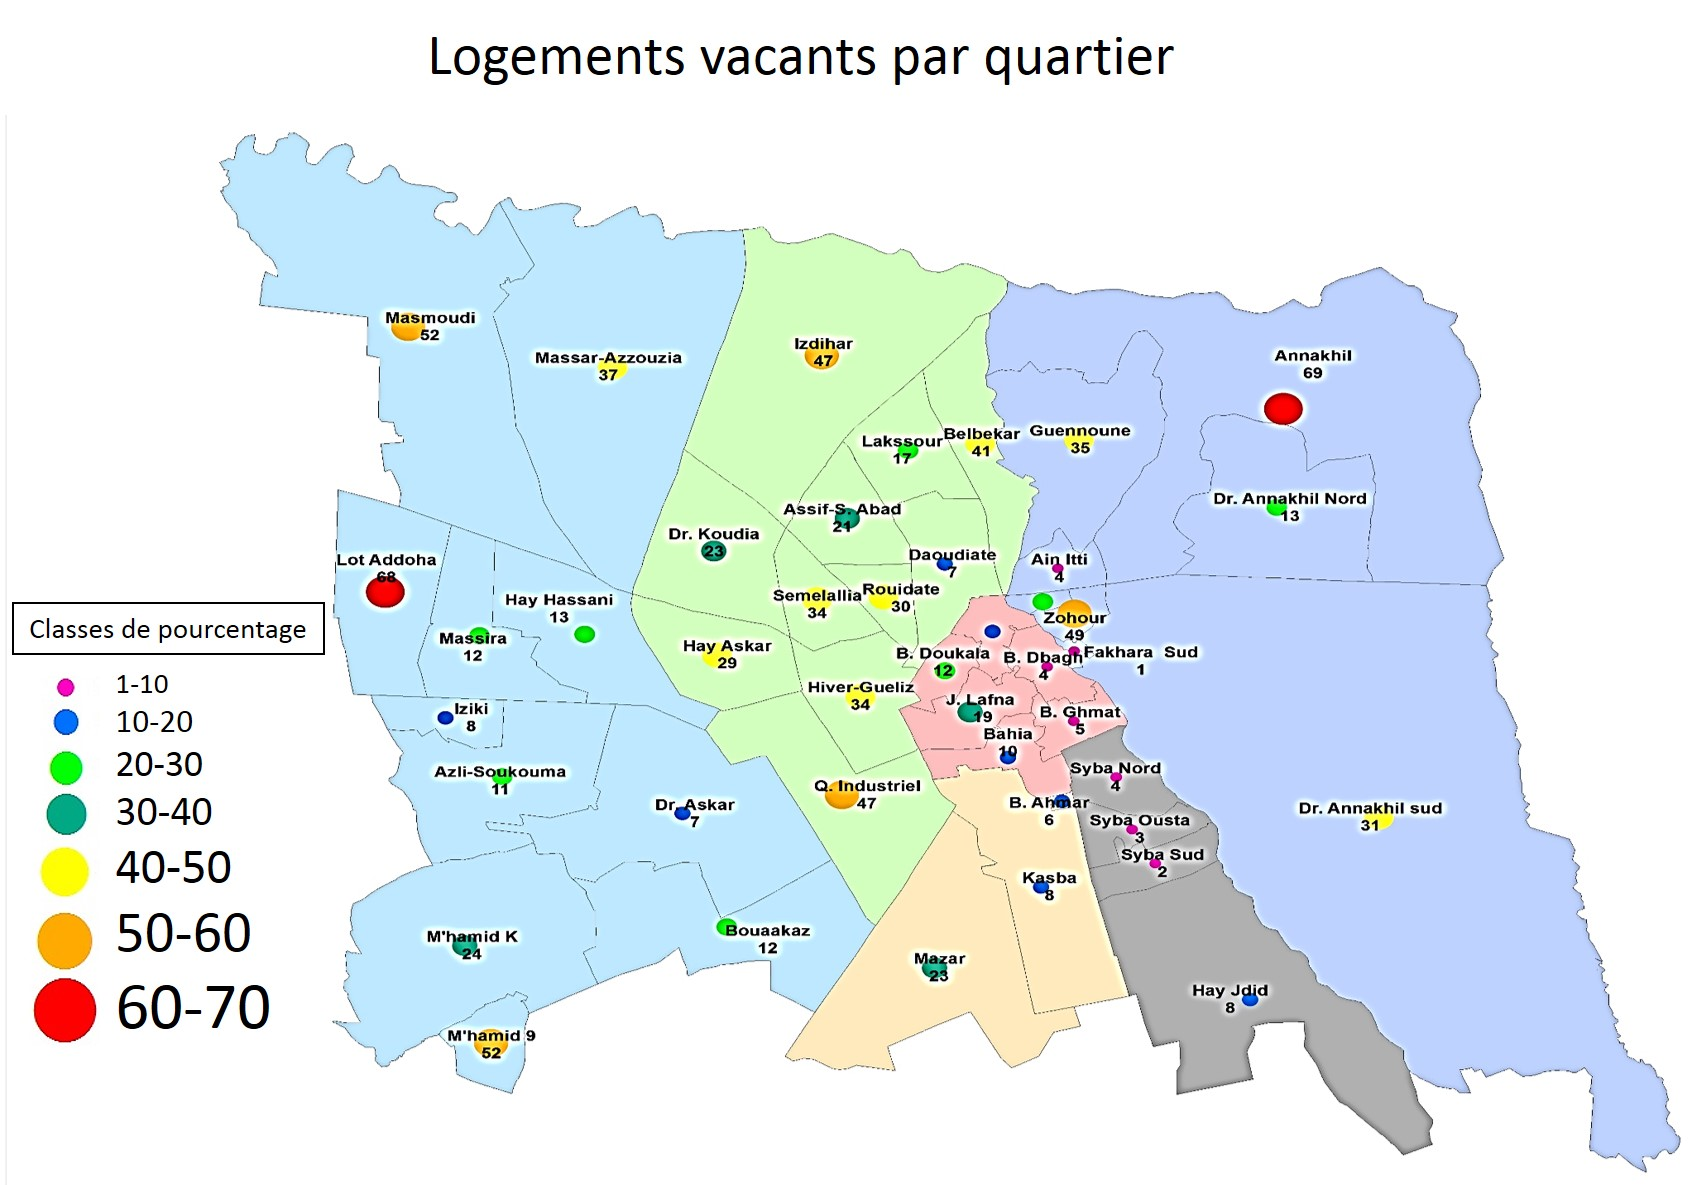 Logements vacants par quartier
Masmoudi
52
Massar-Azzouzia
37
Izdihar
47
Annakhil
69
Lakssour
17
Belbekar
41
Guennoune
35
Dr. Annakhil Nord
13
Assif-S. Abad
21
Dr. Koudia
23
Daoudiate
7
Ain Itti
4
Lot Addoha
68
Hay Hassani
13
Semelallia
34
Rouidate
30
Zohour
49
Massira
12
Hay Askar
29
B. Doukala
12
B. Dbagh
4
Fakhara Sud
1
Hiver-Gueliz
34
J. Lafna
19
B. Ghmat
5
Iziki
8
Bahia
10
Azli-Soukouma
11
Syba Nord
4
Q. Industriel
47
Dr. Askar
7
B. Ahmar
6
Syba Ousta
3
Dr. Annakhil sud
31
Syba Sud
2
Kasba
8
M'hamid K
24
Bouaakaz
12
Mazar
23
Hay Jdid
8
M'hamid 9
52
Classes de pourcentage
1-10
10-20
20-30
30-40
40-50
50-60
60-70